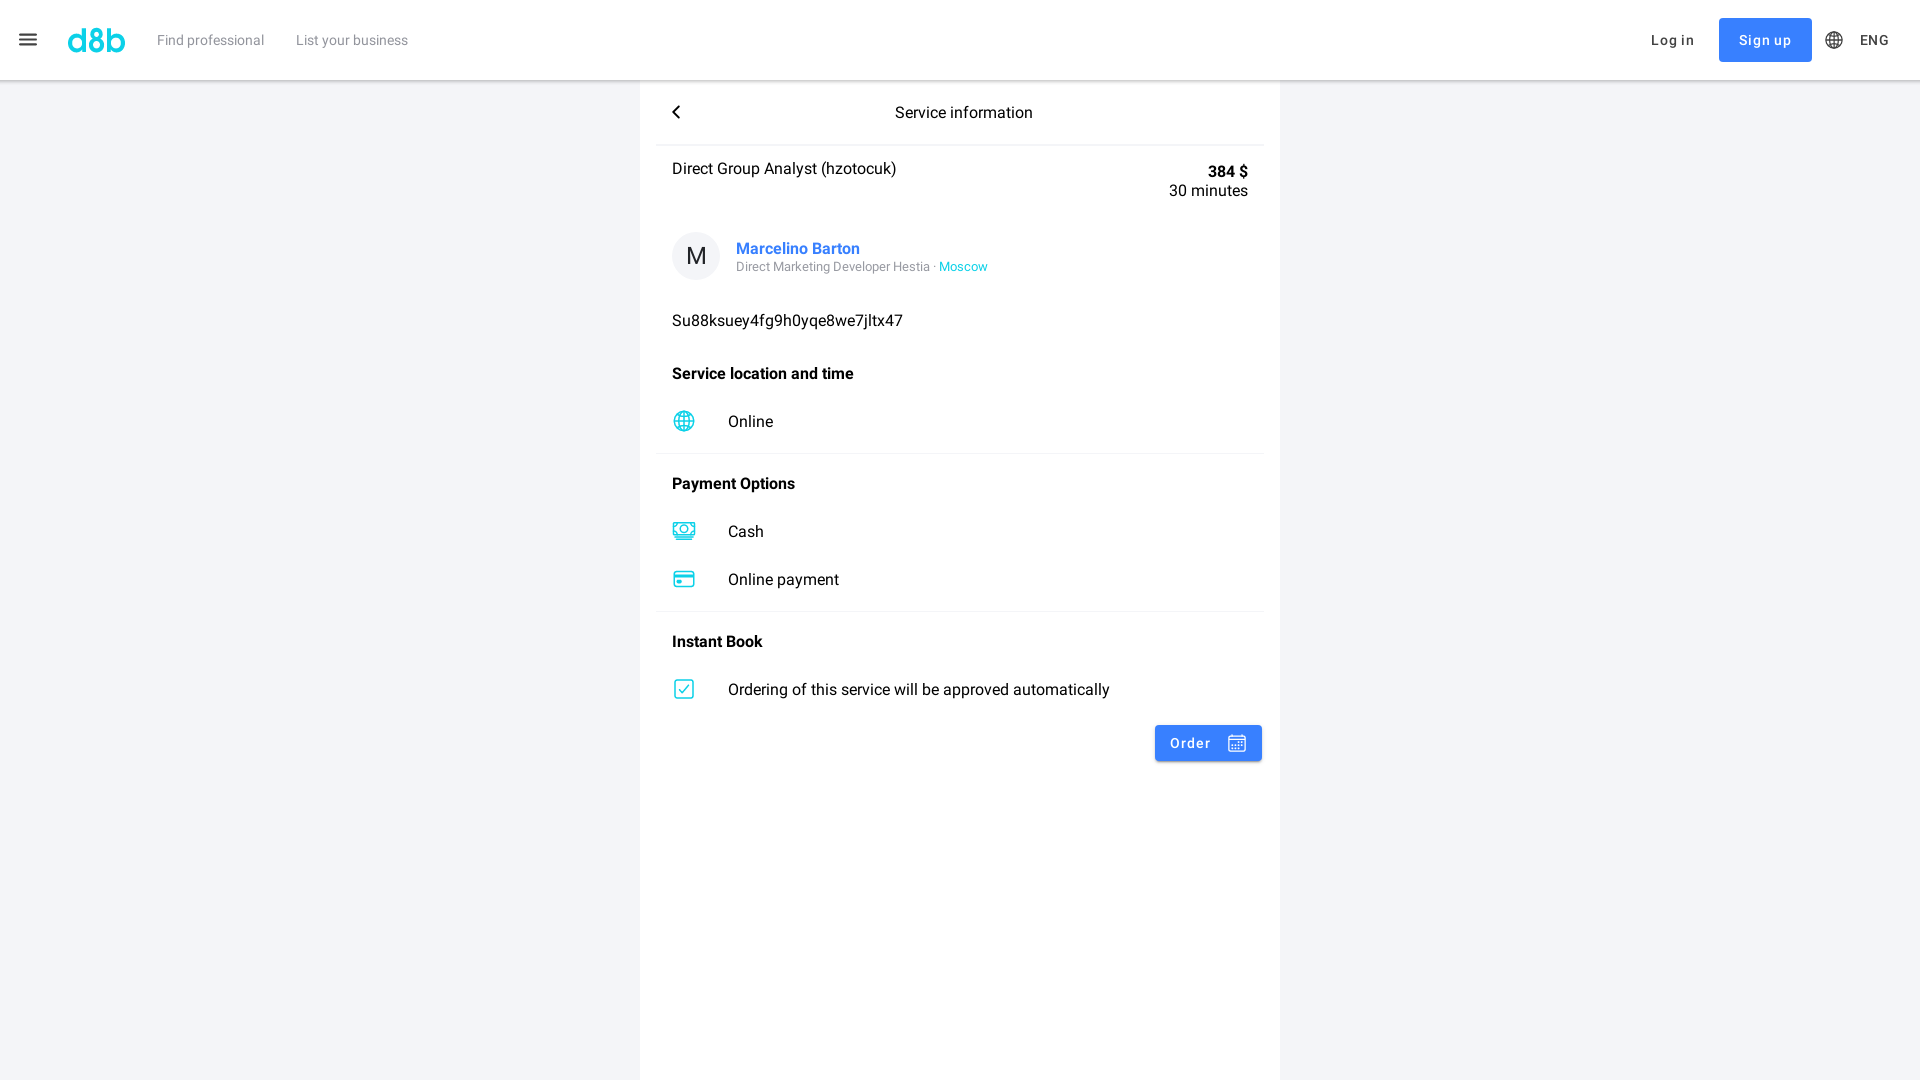 d8b
Find professional
List your business
Log in
Sign up
ENG
Service information
Direct Group Analyst (hzotocuk)
384 $
30 minutes
M
Marcelino Barton
Direct Marketing Developer Hestia · Moscow
Su88ksuey4fg9h0yqe8we7jltx47
Service location and time
Online
Payment Options
Cash
Online payment
Instant Book
Ordering of this service will be approved automatically
Order